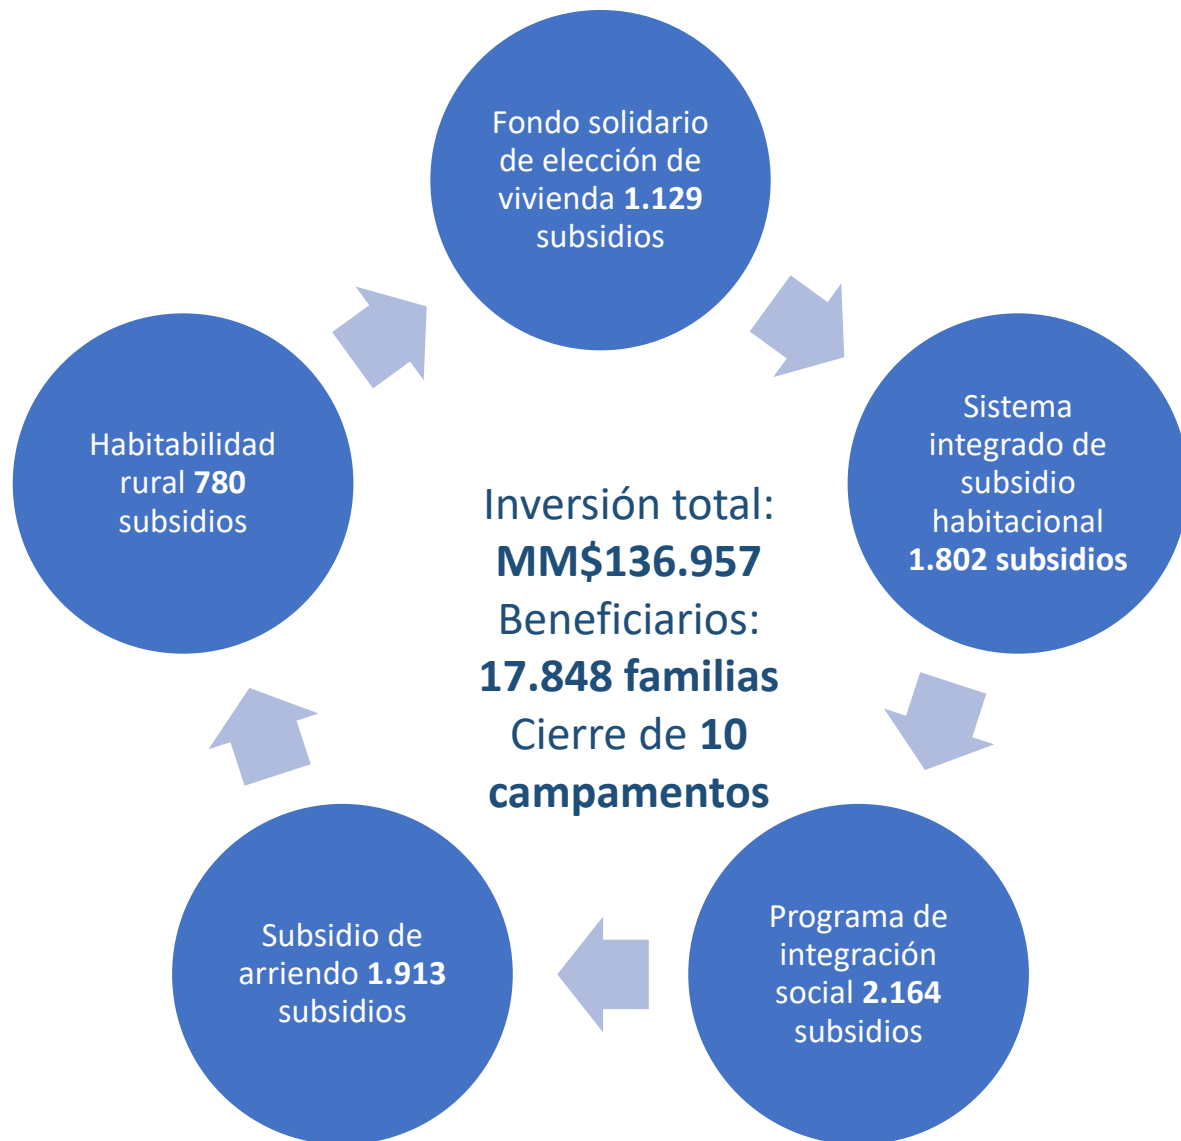 Fondo solidario
de elección de
vivienda 1.129
subsidios
Sistema
integrado de
subsidio
habitacional
1.802 subsidios
Programa de
integración
social 2.164
subsidios
Subsidio de
arriendo 1.913
subsidios
Habitabilidad
rural 780
subsidios
Inversión total:
MM$136.957
Beneficiarios:
17.848 familias
Cierre de 10
campamentos